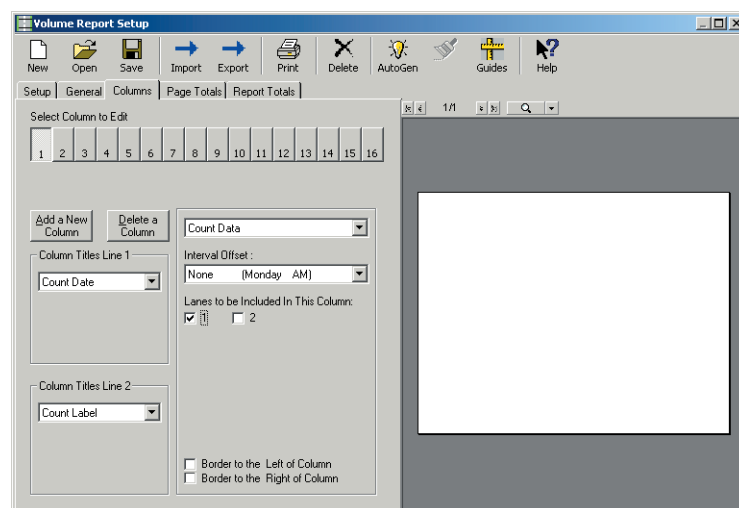 Volume Report Setup
New Open Save Import Export Print Delete AutoGen Guides Help
Setup General Columns Page Totals Report Totals
1/1
Select Column to Edit
1 2 3 4 5 6 7 8 9 10 11 12 13 14 15 16
Add a New Column
Delete a Column
Column Titles Line 1
Count Date
Column Titles Line 2
Count Label
Count Data
Interval Offset :
None (Monday AM)
Lanes to be Included In This Column:
1 2
Border to the Left of Column
Border to the Right of Column